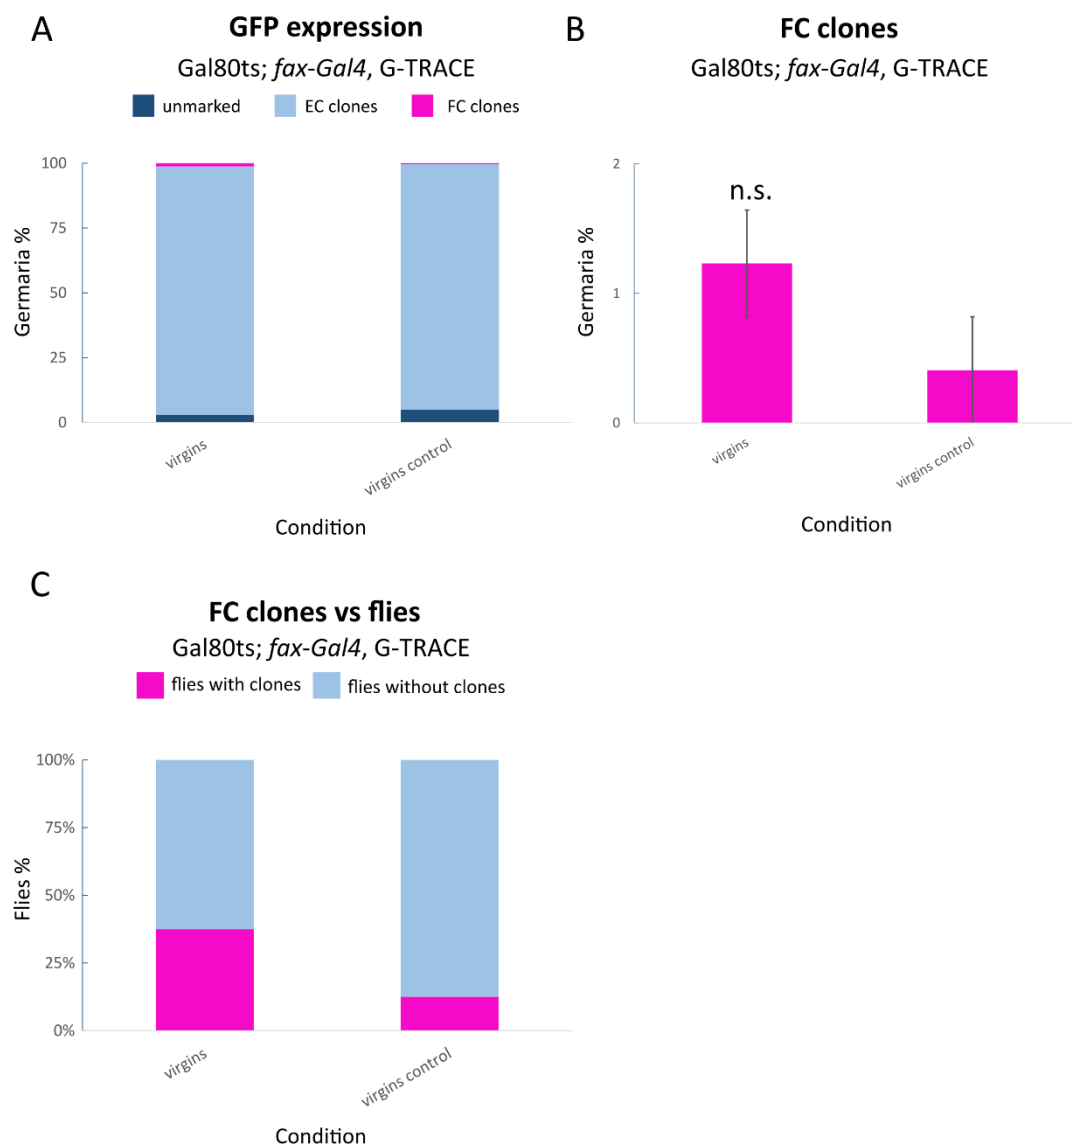 A
GFP expression
Gal80ts; fax-Gal4, G-TRACE
unmarked EC clones FC clones
100
75
50
25
0
Germaria %
virgins
virgins control
Condition
B
FC clones
Gal80ts; fax-Gal4, G-TRACE
2
1
0
n.s.
Germaria %
virgins
virgins control
Condition
C
FC clones vs flies
Gal80ts; fax-Gal4, G-TRACE
flies with clones flies without clones
100%
75%
50%
25%
0%
Flies %
virgins
virgins control
Condition